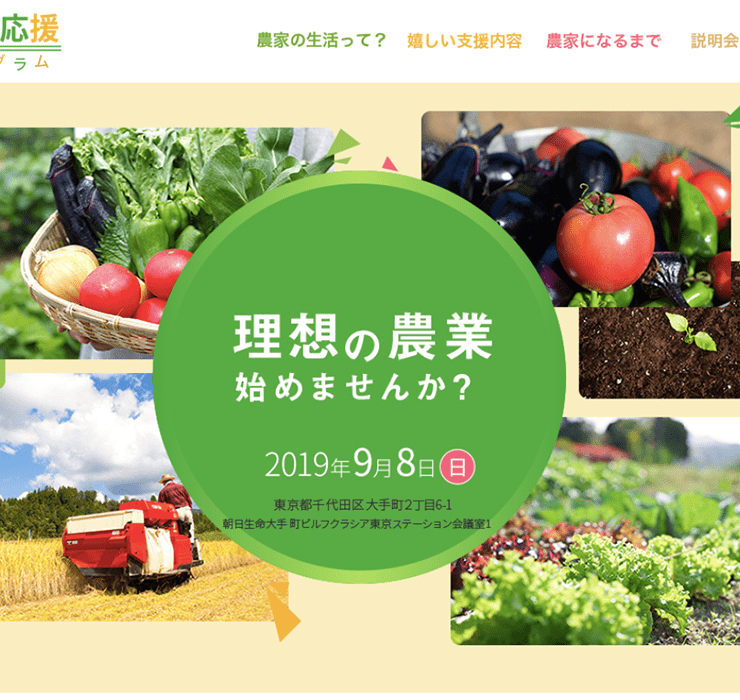 応援
グラム
農家の生活って？
嬉しい支援内容
農家になるまで
説明会
理想の農業
始めませんか？
2019年9月8日 日
東京都千代田区大手町2丁目6-1
朝日生命大手町ビルフクラシア東京ステーション会議室1